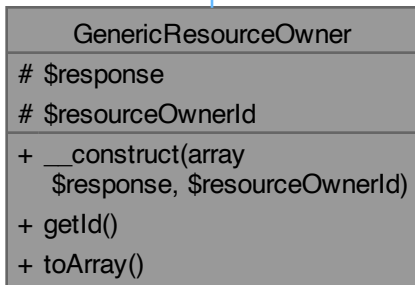 GenericResourceOwner
# $response
# $resourceOwnerId
+ __construct(array
$response, $resourceOwnerId)
+ getId()
+ toArray()